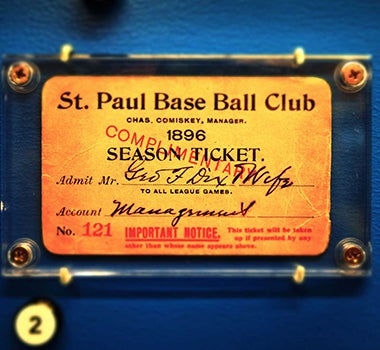 St. Paul Base Ball Club
CHAS. COMISKEY, MANAGER.
COMPLIMENTARY
1896
SEASON TICKET.
Admit Mr. Geo F Dix & Wife
TO ALL LEAGUE GAMES.
Account Management
No. 121 IMPORTANT NOTICE. This ticket will be taken
up if presented by any
other than whose name appears above.
2